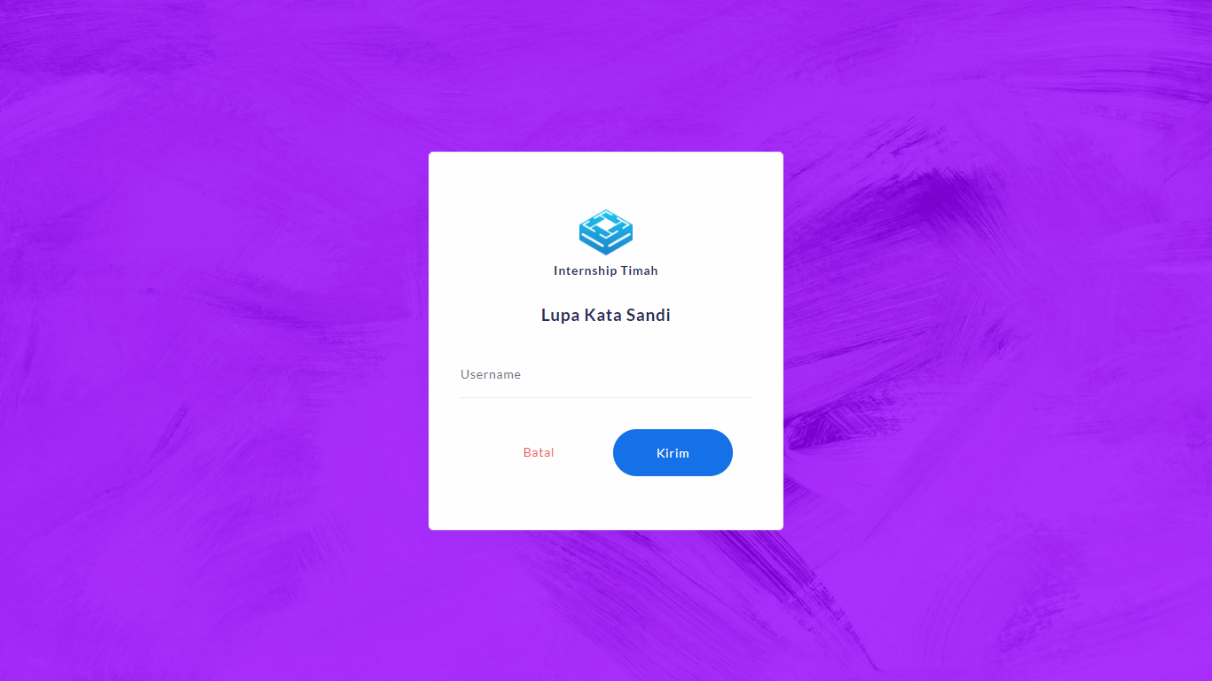 Internship Timah
Lupa Kata Sandi
Username
Batal
Kirim